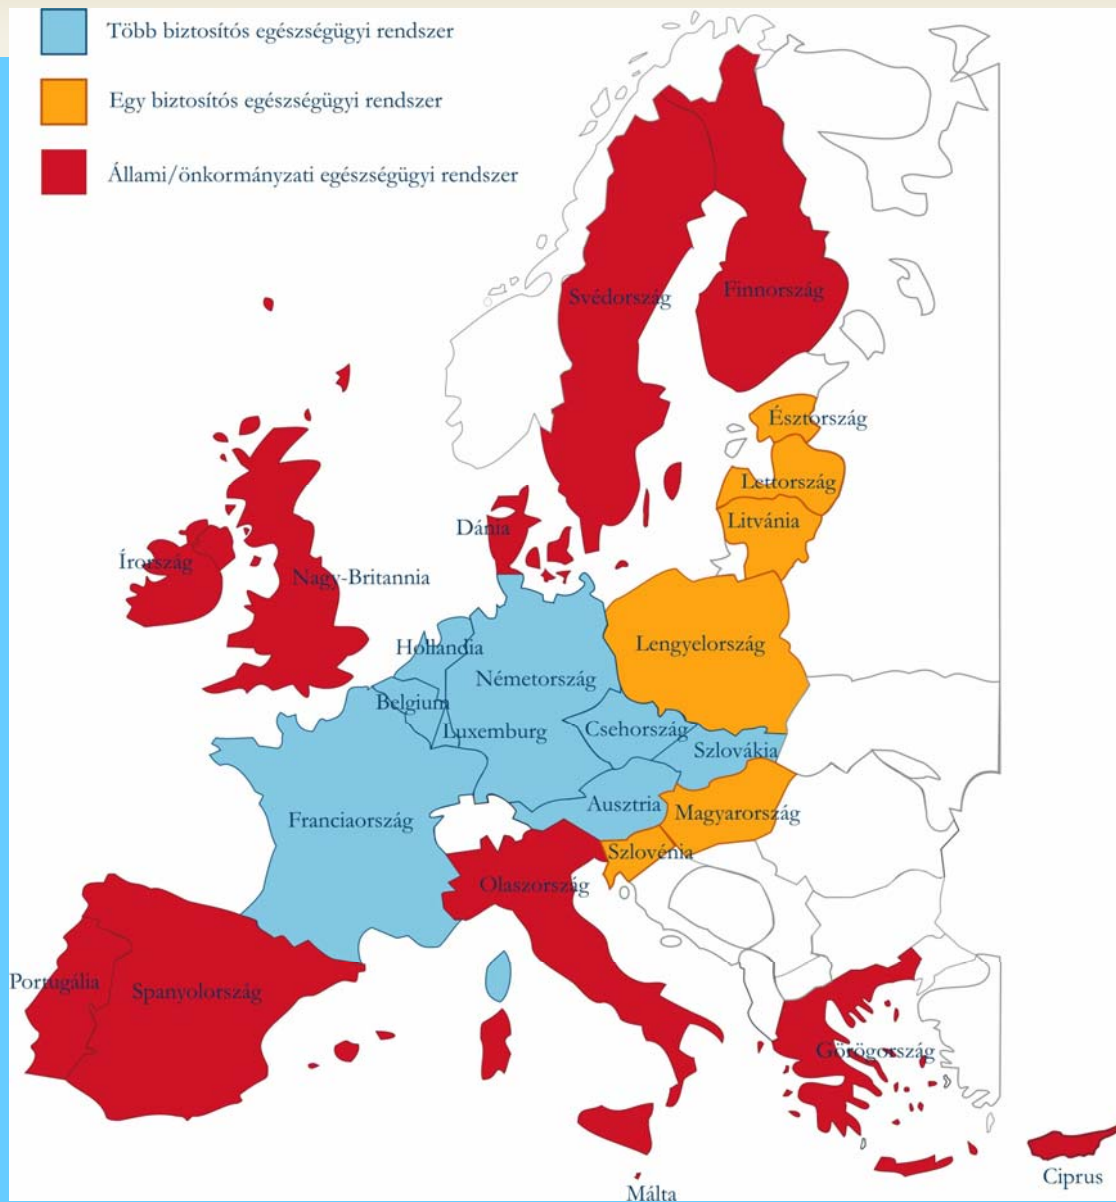 Több biztosítós egészségügyi rendszer
Egy biztosítós egészségügyi rendszer
Állami/önkormányzati egészségügyi rendszer
Svédország
Finnország
Észtország
Lettország
Litvánia
Dánia
Írország
Nagy-Britannia
Hollandia
Lengyelország
Németország
Belgium
Luxemburg
Csehország
Szlovákia
Ausztria
Magyarország
Franciaország
Szlovénia
Olaszország
Portugália
Spanyolország
Görögország
Ciprus
Málta